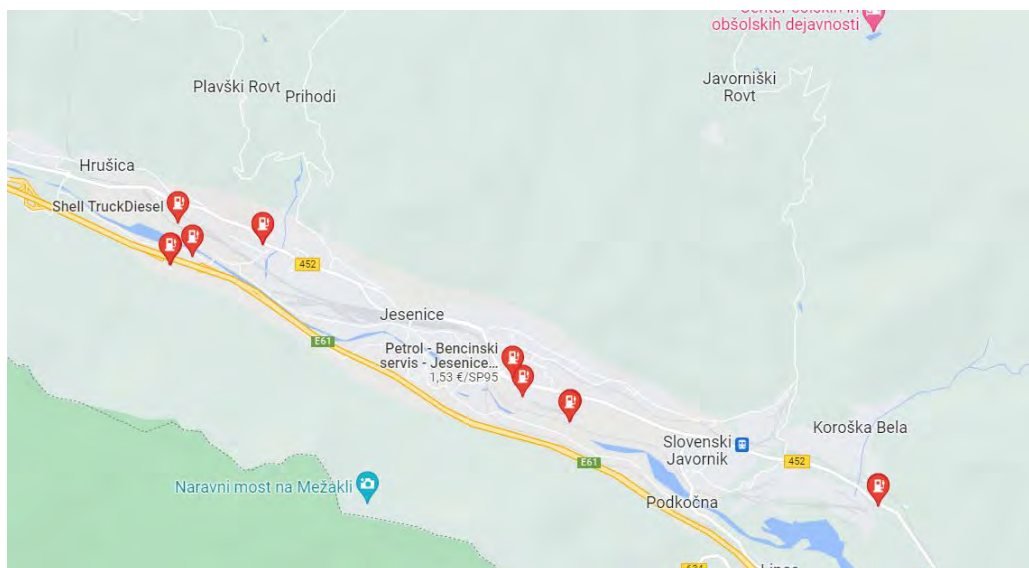 Center šolskih in
obšolskih dejavnosti
Plavški Rovt
Prihodi
Javorniški
Rovt
Hrušica
Shell TruckDiesel
452
Jesenice
E61
Petrol - Bencinski
servis - Jesenice...
1,53 €/SP95
Koroška Bela
Slovenski
Javornik
452
E61
Naravni most na Mežakli
Podkočna